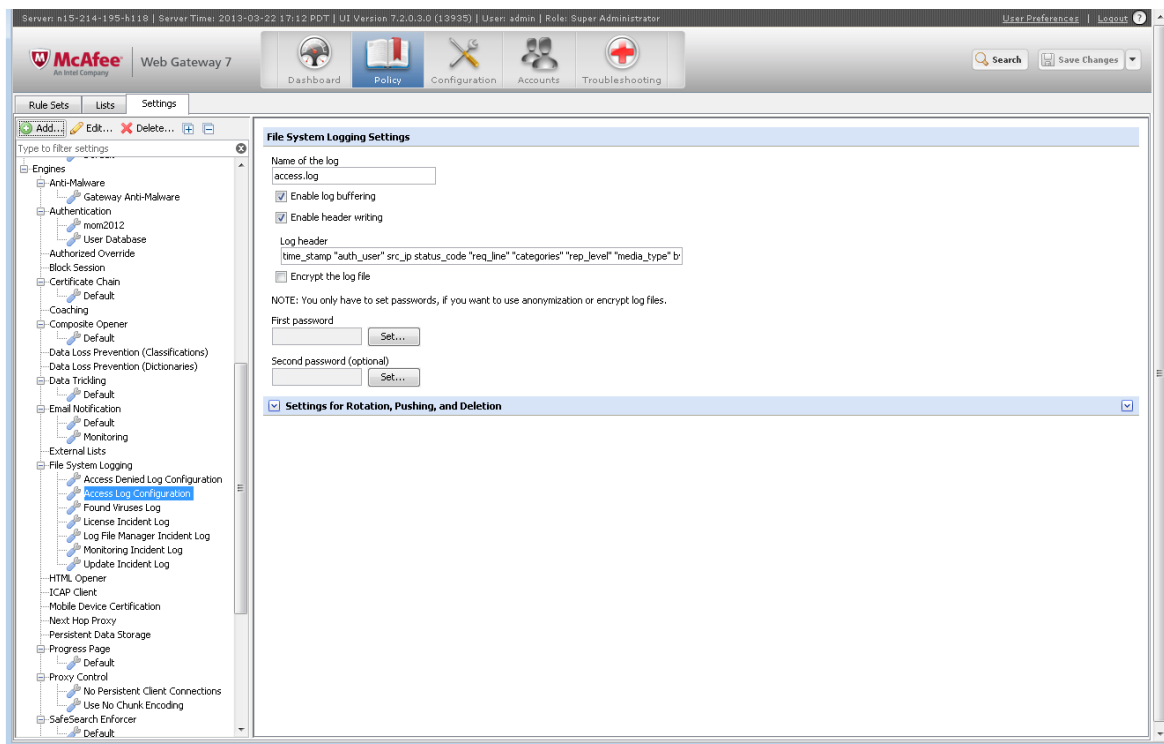 Server: n15-214-195-h118 | Server Time: 2013-03-22 17:12 PDT | UI Version 7.2.0.3.0 (13935) | User: admin | Role: Super Administrator
User Preferences | Logout
McAfee
An Intel Company
Web Gateway 7
Dashboard
Policy
Configuration
Accounts
Troubleshooting
Search
Save Changes
Rule Sets
Lists
Settings
Add...
Edit...
Delete...
Type to filter settings
Engines
Anti-Malware
Gateway Anti-Malware
Authentication
mom2012
User Database
Authorized Override
Block Session
Certificate Chain
Default
Coaching
Composite Opener
Default
Data Loss Prevention (Classifications)
Data Loss Prevention (Dictionaries)
Data Trickling
Default
Email Notification
Default
Monitoring
External Lists
File System Logging
Access Denied Log Configuration
Access Log Configuration
Found Viruses Log
License Incident Log
Log File Manager Incident Log
Monitoring Incident Log
Update Incident Log
HTML Opener
ICAP Client
Mobile Device Certification
Next Hop Proxy
Persistent Data Storage
Progress Page
Default
Proxy Control
No Persistent Client Connections
Use No Chunk Encoding
SafeSearch Enforcer
Default
File System Logging Settings
Name of the log
access.log
Enable log buffering
Enable header writing
Log header
time_stamp "auth_user" src_ip status_code "req_line" "categories" "rep_level" "media_type"
Encrypt the log file
NOTE: You only have to set passwords, if you want to use anonymization or encrypt log files.
First password
Set...
Second password (optional)
Set...
Settings for Rotation, Pushing, and Deletion